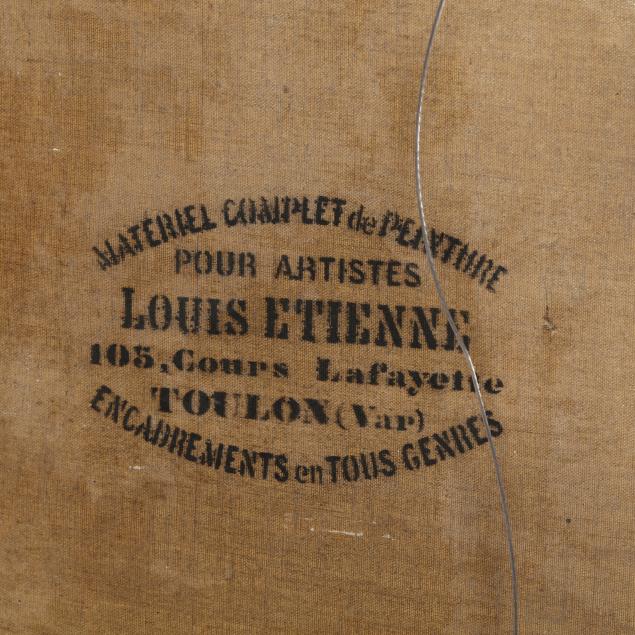 MATERIEL COMPLET de PEINTURE
POUR ARTISTES
LOUIS ETIENNE
105, Cours Lafayette
TOULON (Var)
ENCADREMENTS en TOUS GENRES